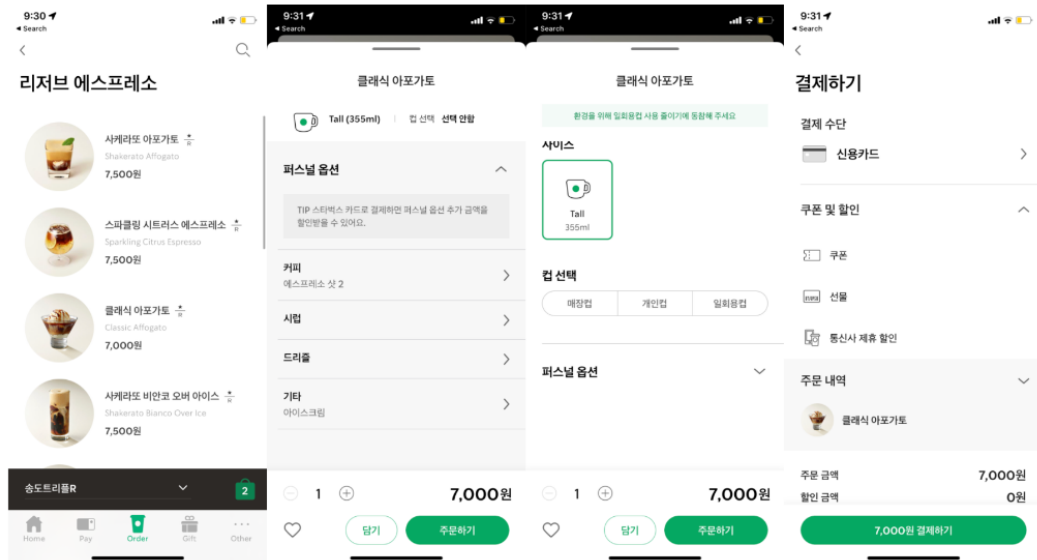 9:30
◀ Search
리저브 에스프레소
사케라또 아포가토
R
Shakerato Affogato
7,500원
스파클링 시트러스 에스프레소
R
Sparkling Citrus Espresso
7,500원
클래식 아포가토
R
Classic Affogato
7,000원
사케라또 비안코 오버 아이스
R
Shakerato Bianco Over Ice
7,500원
송도트리플R
2
Home
Pay
Order
Gift
Other
9:31
◀ Search
클래식 아포가토
Tall (355ml)
컵 선택 선택 안함
퍼스널 옵션
TIP 스타벅스 카드로 결제하면 퍼스널 옵션 추가 금액을
할인받을 수 있어요.
커피
에스프레소 샷 2
시럽
드리즐
기타
아이스크림
1
7,000원
담기
주문하기
9:31
◀ Search
클래식 아포가토
환경을 위해 일회용컵 사용 줄이기에 동참해 주세요
사이즈
Tall
355ml
컵 선택
매장컵
개인컵
일회용컵
퍼스널 옵션
1
7,000원
담기
주문하기
9:31
◀ Search
결제하기
결제 수단
신용카드
쿠폰 및 할인
쿠폰
선물
통신사 제휴 할인
주문 내역
클래식 아포가토
주문 금액 7,000원
할인 금액 0원
7,000원 결제하기